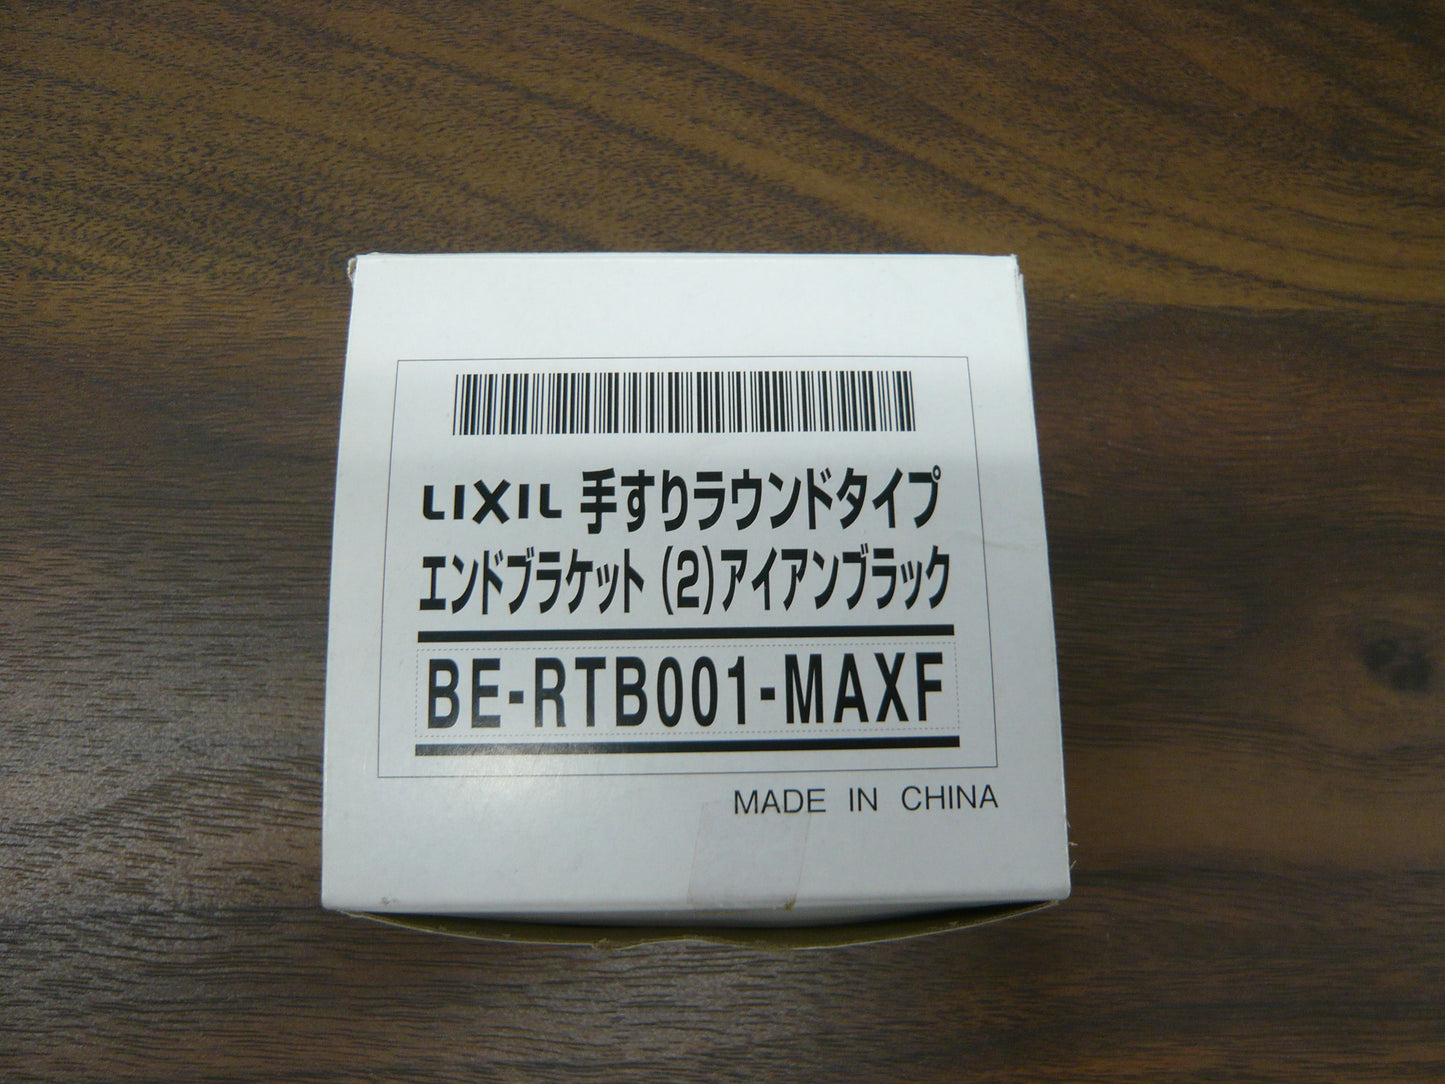 LIXIL 手すりラウンドタイプ
エンドブラケット (2)アイアンブラック
BE-RTB001-MAXF
MADE IN CHINA